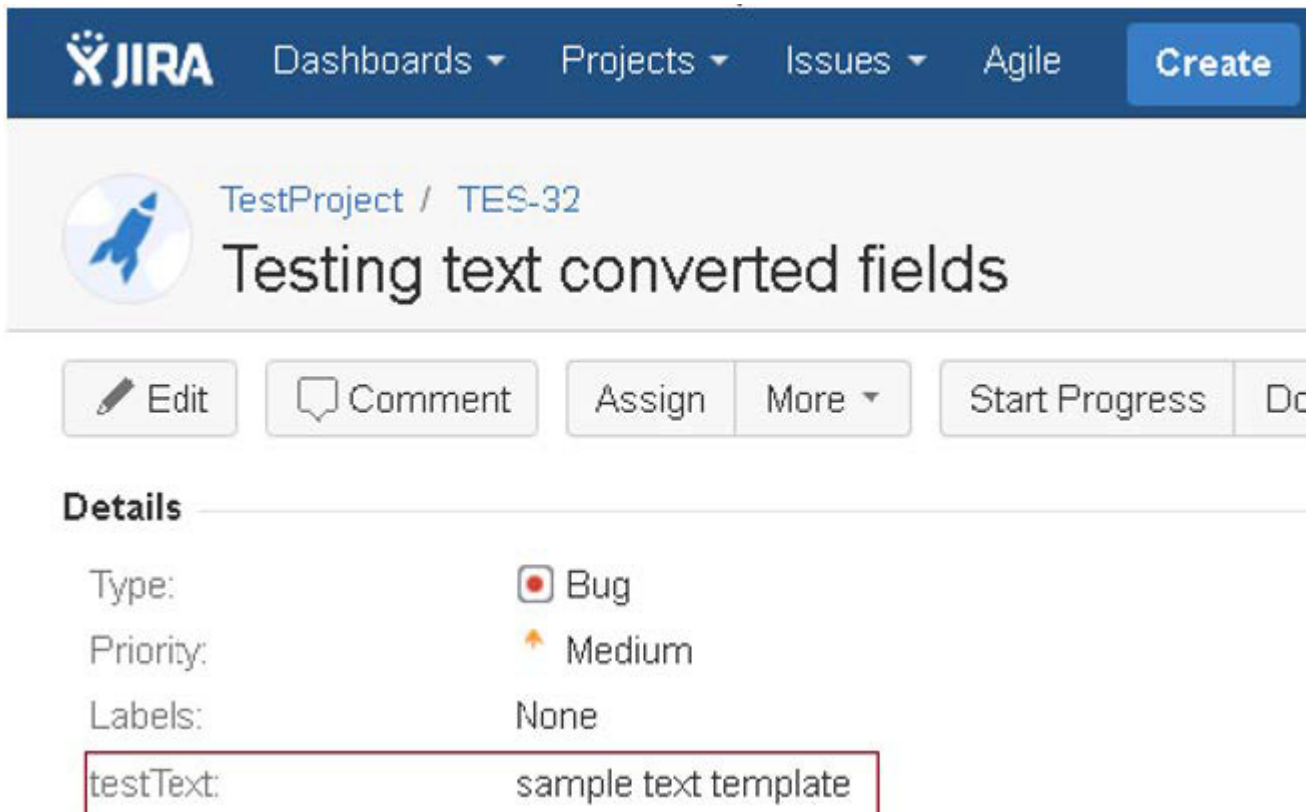 JIRA Dashboards Projects Issues Agile Create
TestProject / TES-32
Testing text converted fields
Edit Comment Assign More Start Progress Do
Details
Type: Bug
Priority: Medium
Labels: None
testText: sample text template